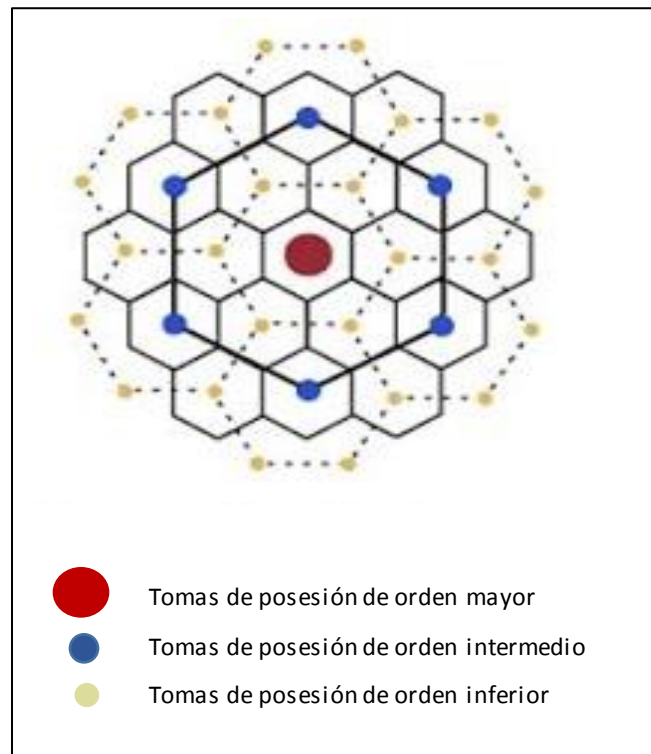 Tomas de posesión de orden mayor
Tomas de posesión de orden intermedio
Tomas de posesión de orden inferior